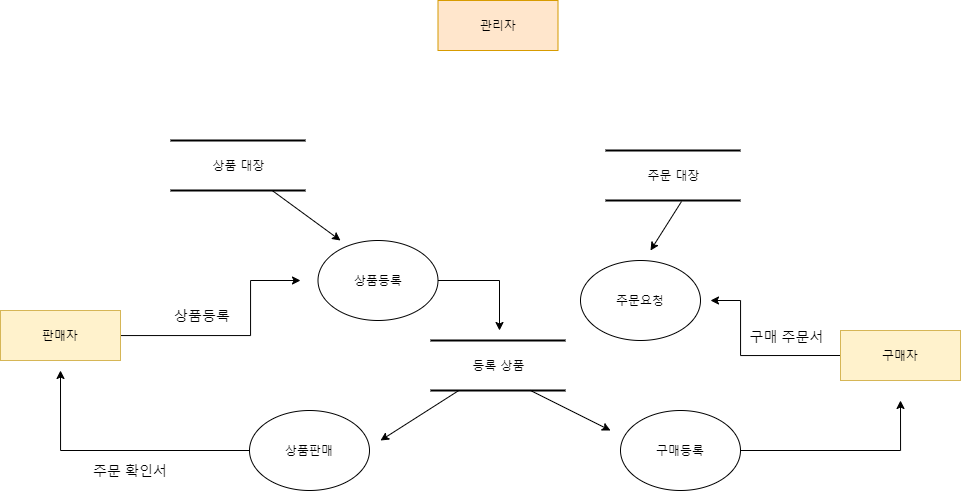 관리자
상품 대장
주문 대장
상품등록
주문요청
상품등록
판매자
구매 주문서
구매자
등록 상품
상품판매
구매등록
주문 확인서